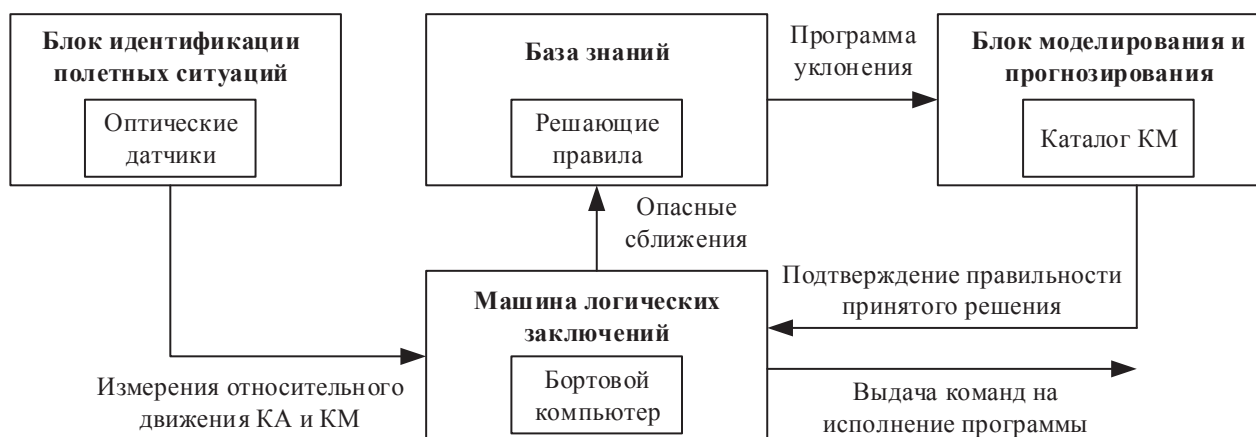 Блок идентификации
полетных ситуаций
Оптические
датчики
База знаний
Решающие
правила
Программа
уклонения
Блок моделирования и
прогнозирования
Каталог КМ
Опасные
сближения
Подтверждение правильности
принятого решения
Машина логических
заключений
Бортовой
компьютер
Измерения относительного
движения КА и КМ
Выдача команд на
исполнение программы